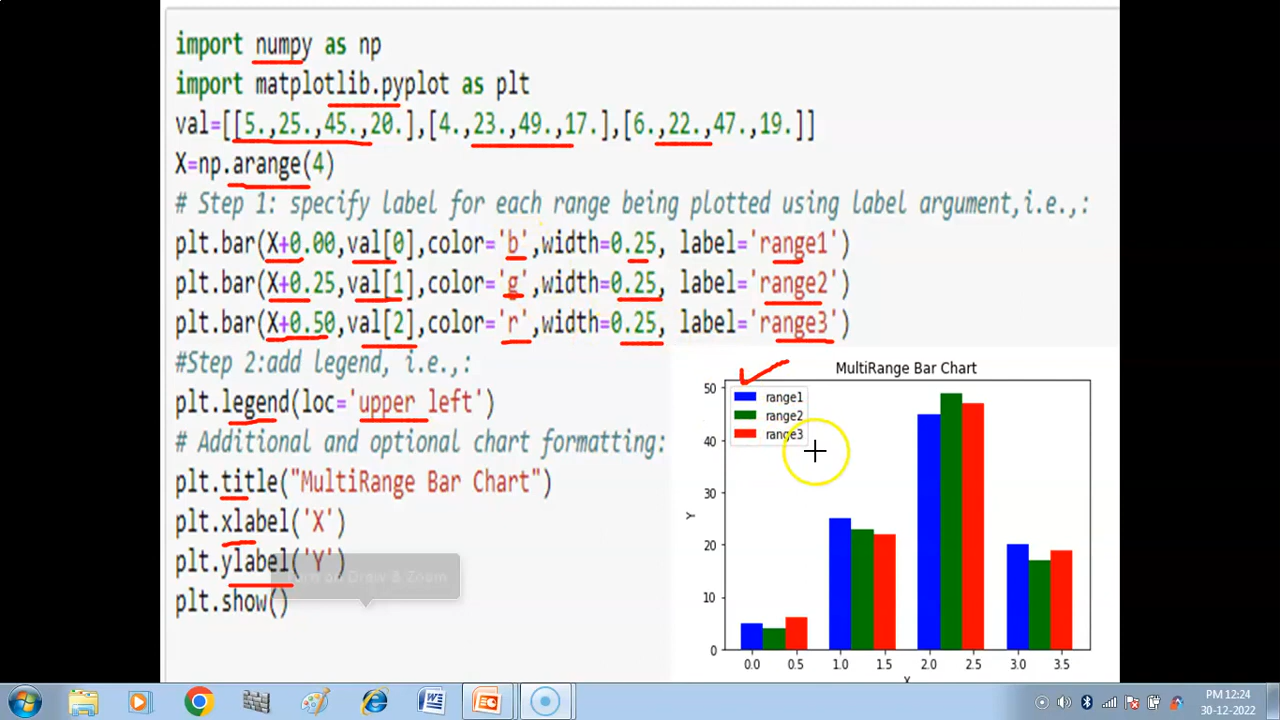 import numpy as np
import matplotlib.pyplot as plt
val=[[5.,25.,45.,20.],[4.,23.,49.,17.],[6.,22.,47.,19.]]
X=np.arange(4)
# Step 1: specify label for each range being plotted using label argument,i.e.,:
plt.bar(X+0.00,val[0],color='b',width=0.25, label='range1')
plt.bar(X+0.25,val[1],color='g',width=0.25, label='range2')
plt.bar(X+0.50,val[2],color='r',width=0.25, label='range3')
#Step 2:add legend, i.e.,:
plt.legend(loc='upper left')
# Additional and optional chart formatting:
plt.title("MultiRange Bar Chart")
plt.xlabel('X')
plt.ylabel('Y')
plt.show()
Draw & Zoom
MultiRange Bar Chart
range1
range2
range3
50
40
30
20
10
0
Y
0.0 0.5 1.0 1.5 2.0 2.5 3.0 3.5
X
PM 12:24
30-12-2022